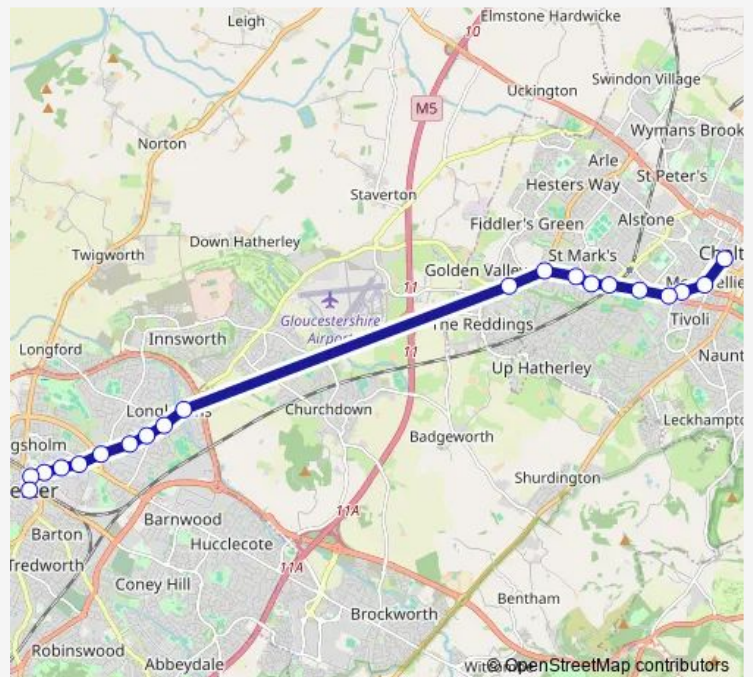 Elmstone Hardwicke
Leigh
10
Swindon Village
Uckington
M5
Wymans Brook
Norton
Arle
St Peter's
Hesters Way
Staverton
Alstone
Fiddler's Green
Down Hatherley
Twigworth
St Mark's
Golden Valley
11
Gloucestershire
Airport
The Reddings
Tivoli
Innsworth
Longford
11
Naunt
Up Hatherley
Churchdown
Leckhampto
Badgeworth
gsholm
Shurdington
11A
Barnwood
Barton
Hucclecote
Tredworth
11A
Coney Hill
Bentham
Brockworth
Robinswood
Abbeydale
© OpenStreetMap contributors